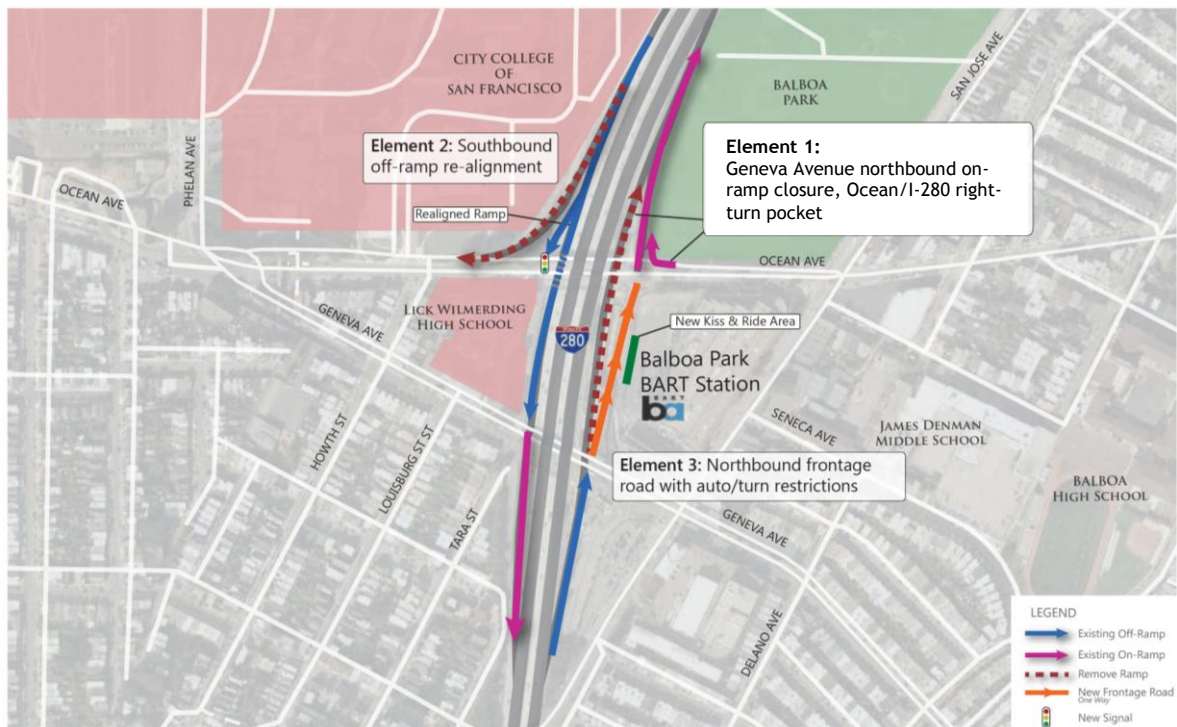 CITY COLLEGE
OF
SAN FRANCISCO
BALBOA
PARK
SAN JOSE AVE
PHELAN AVE
OCEAN AVE
Element 2: Southbound
off-ramp re-alignment
Element 1:
Geneva Avenue northbound on-
ramp closure, Ocean/I-280 right-
turn pocket
Realigned Ramp
OCEAN AVE
GENEVA AVE
LICK WILMERDING
HIGH SCHOOL
280
New Kiss & Ride Area
Balboa Park
BART Station
BART
ba
HOWTH ST
LOUISBURG ST ST
TARA ST
SENECA AVE
JAMES DENMAN
MIDDLE SCHOOL
BALBOA
HIGH SCHOOL
Element 3: Northbound frontage
road with auto/turn restrictions
GENEVA AVE
DELANO AVE
LEGEND
Existing Off-Ramp
Existing On-Ramp
Remove Ramp
New Frontage Road
One Way
New Signal